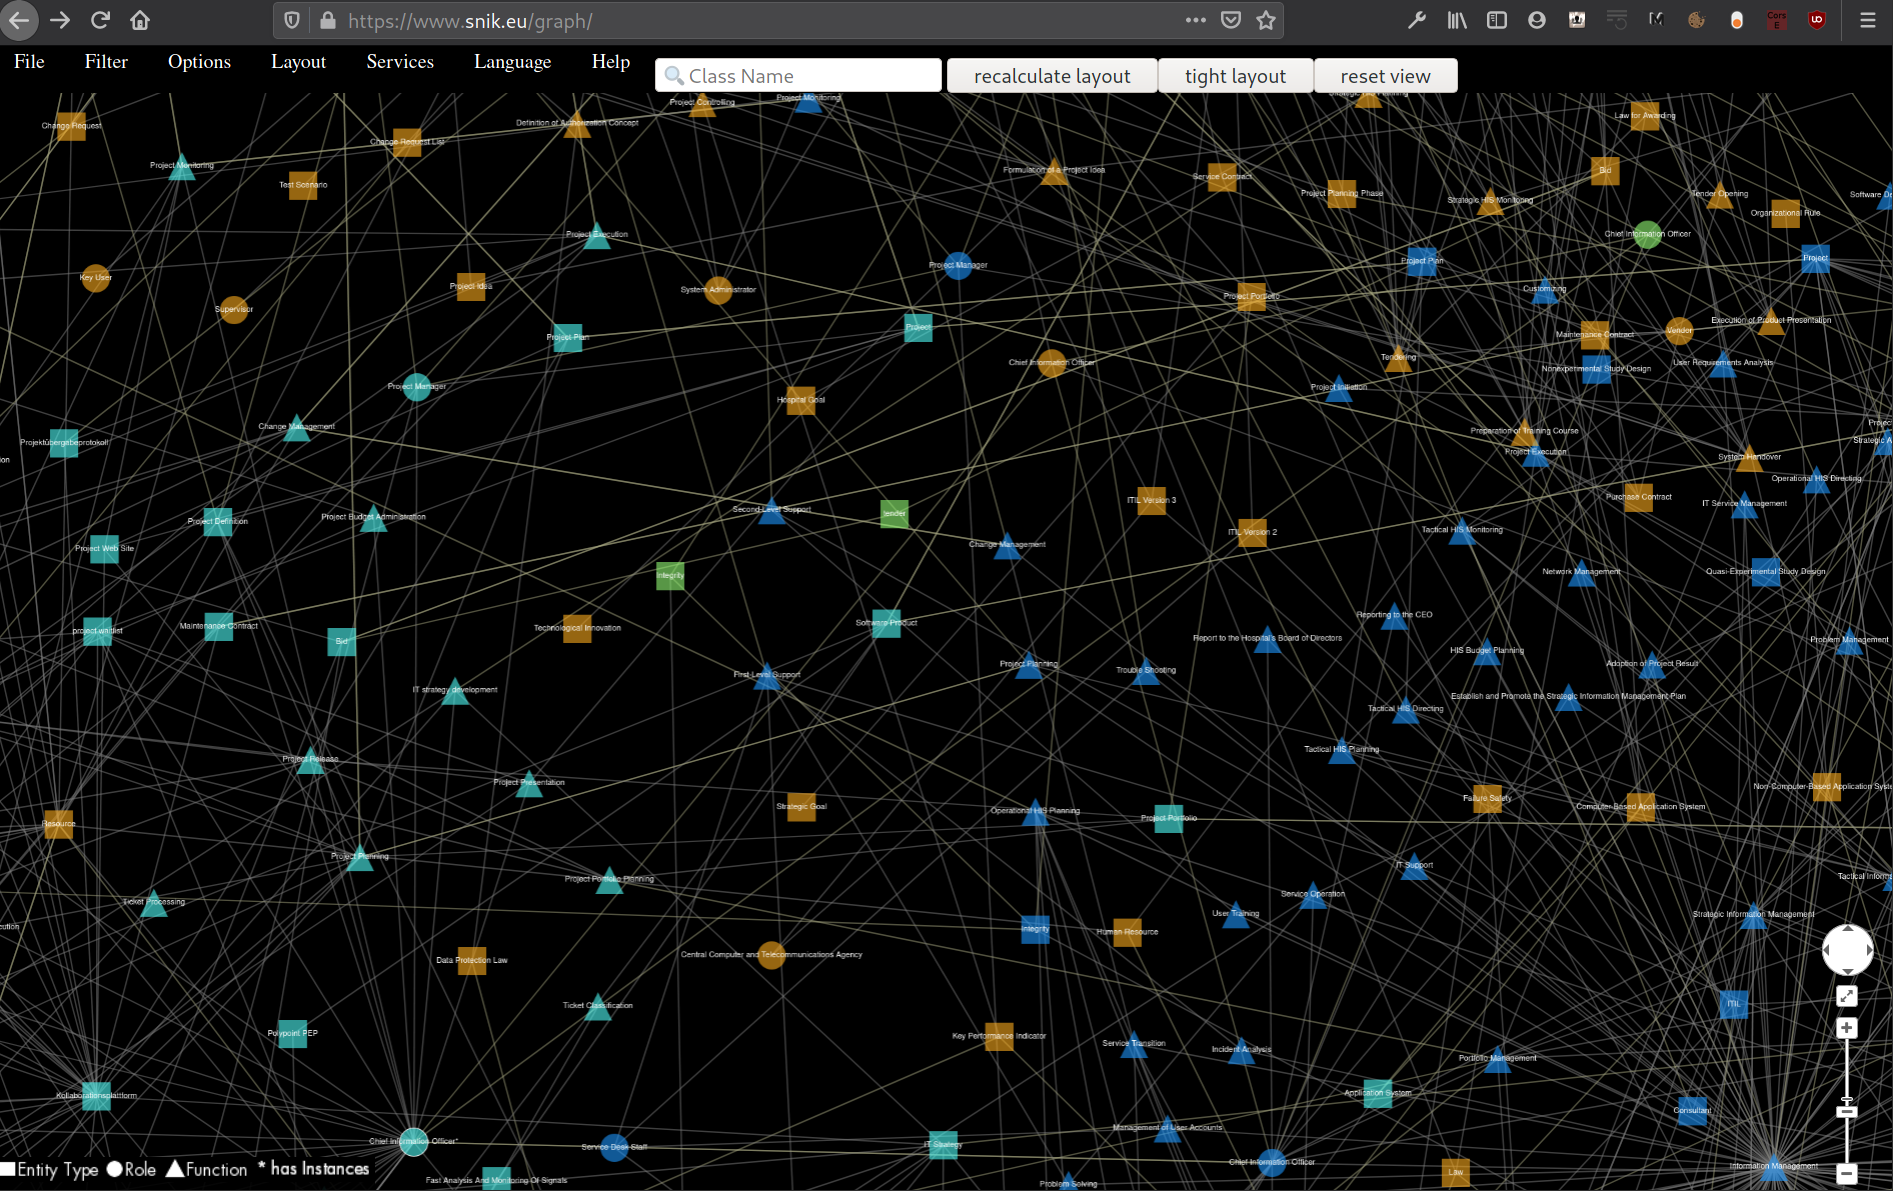 https://www.snik.eu/graph/
File Filter Options Layout Services Language Help
Class Name
recalculate layout tight layout reset view
Change Request
Project Monitoring
Test Scenario
Change Request List
Definition of Authorization Concept
Project Controlling
Project Monitoring
Formulation of a Project Idea
Service Contract
Project Planning Phase
Strategic HIS Monitoring
Law for Awarding
Bid
Tender Opening
Organizational Rule
Software De
Chief Information Officer
Project Execution
Key User
Supervisor
Project Idea
System Administrator
Project Manager
Project Portfolio
Project Plan
Customizing
Project
Project Plan
Project
Chief Information Officer
Tendering
Maintenance Contract
Vendor
Execution of Product Presentation
Nonexperimental Study Design
User Requirements Analysis
Project Manager
Hospital Goal
Project Initiation
Change Management
Projektübergabeprotokoll
on
Preparation of Training Course
Project Execution
System Handover
Projec
Strategic A
Operational HIS Directing
Project Definition
Project Budget Administration
Second-Level Support
tender
ITIL Version 3
ITIL Version 2
Purchase Contract
IT Service Management
Tactical HIS Monitoring
Project Web Site
Change Management
Integrity
Network Management
Quasi-Experimental Study Design
project waitlist
Maintenance Contract
Bid
Technological Innovation
Software Product
Reporting to the CEO
Report to the Hospital's Board of Directors
HIS Budget Planning
Adoption of Project Result
Problem Management
IT strategy development
First-Level Support
Project Planning
Trouble Shooting
Establish and Promote the Strategic Information Management Plan
Tactical HIS Directing
Tactical HIS Planning
Project Release
Project Presentation
Strategic Goal
Operational HIS Planning
Project Portfolio
Failure Safety
Computer-Based Application System
Non-Computer-Based Application Syste
Resource
Project Planning
Project Portfolio Planning
IT Support
Tactical Informa
Ticket Processing
Service Operation
User Training
Strategic Information Management
cution
Integrity
Human Resource
Data Protection Law
Central Computer and Telecommunications Agency
Ticket Classification
mL
Polypoint PEP
Key Performance Indicator
Service Transition
Incident Analysis
Portfolio Management
Kollaborationsplattform
Application System
Consultant
Chief Information Officer*
Service Desk Staff
IT Strategy
Management of User Accounts
Chief Information Officer
Law
Information Management
Fast Analysis And Monitoring Of Signals
Problem Solving
Entity Type Role Function * has Instances